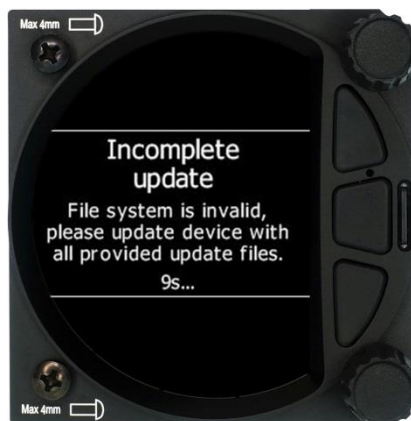 Max 4mm
Incomplete
update
File system is invalid,
please update device with
all provided update files.
9s...
Max 4mm